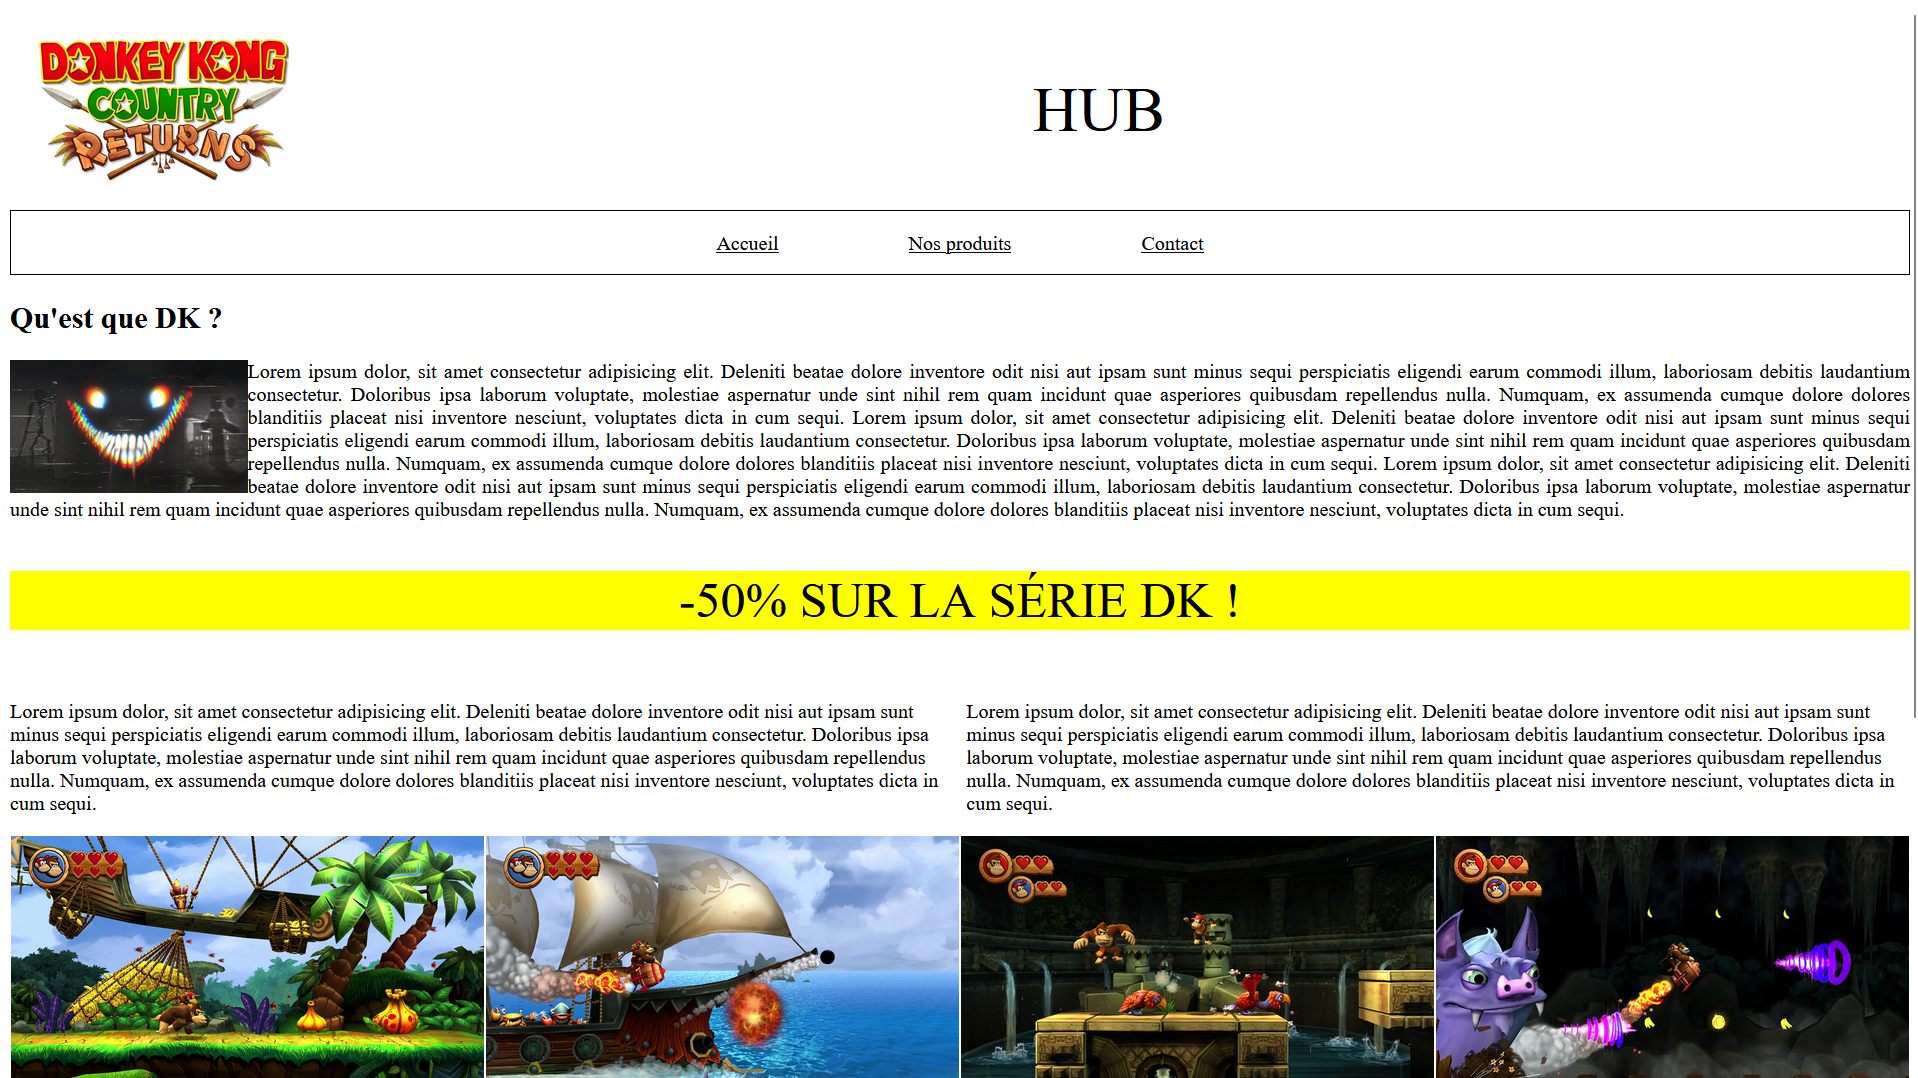 DONKEY KONG
COUNTRY
RETURNS
HUB
Accueil Nos produits Contact
Qu'est que DK ?
Lorem ipsum dolor, sit amet consectetur adipisicing elit. Deleniti beatae dolore inventore odit nisi aut ipsam sunt minus sequi perspiciatis eligendi earum commodi illum, laboriosam debitis laudantium
consectetur. Doloribus ipsa laborum voluptate, molestiae aspernatur unde sint nihil rem quam incidunt quae asperiores quibusdam repellendus nulla. Numquam, ex assumenda cumque dolore dolores
blanditiis placeat nisi inventore nesciunt, voluptates dicta in cum sequi. Lorem ipsum dolor, sit amet consectetur adipisicing elit. Deleniti beatae dolore inventore odit nisi aut ipsam sunt minus sequi
perspiciatis eligendi earum commodi illum, laboriosam debitis laudantium consectetur. Doloribus ipsa laborum voluptate, molestiae aspernatur unde sint nihil rem quam incidunt quae asperiores quibusdam
repellendus nulla. Numquam, ex assumenda cumque dolore dolores blanditiis placeat nisi inventore nesciunt, voluptates dicta in cum sequi. Lorem ipsum dolor, sit amet consectetur adipisicing elit. Deleniti
beatae dolore inventore odit nisi aut ipsam sunt minus sequi perspiciatis eligendi earum commodi illum, laboriosam debitis laudantium consectetur. Doloribus ipsa laborum voluptate, molestiae aspernatur
unde sint nihil rem quam incidunt quae asperiores quibusdam repellendus nulla. Numquam, ex assumenda cumque dolore dolores blanditiis placeat nisi inventore nesciunt, voluptates dicta in cum sequi.
-50% SUR LA SÉRIE DK !
Lorem ipsum dolor, sit amet consectetur adipisicing elit. Deleniti beatae dolore inventore odit nisi aut ipsam sunt
minus sequi perspiciatis eligendi earum commodi illum, laboriosam debitis laudantium consectetur. Doloribus ipsa
laborum voluptate, molestiae aspernatur unde sint nihil rem quam incidunt quae asperiores quibusdam repellendus
nulla. Numquam, ex assumenda cumque dolore dolores blanditiis placeat nisi inventore nesciunt, voluptates dicta in
cum sequi.
Lorem ipsum dolor, sit amet consectetur adipisicing elit. Deleniti beatae dolore inventore odit nisi aut ipsam sunt
minus sequi perspiciatis eligendi earum commodi illum, laboriosam debitis laudantium consectetur. Doloribus ipsa
laborum voluptate, molestiae aspernatur unde sint nihil rem quam incidunt quae asperiores quibusdam repellendus
nulla. Numquam, ex assumenda cumque dolore dolores blanditiis placeat nisi inventore nesciunt, voluptates dicta in
cum sequi.